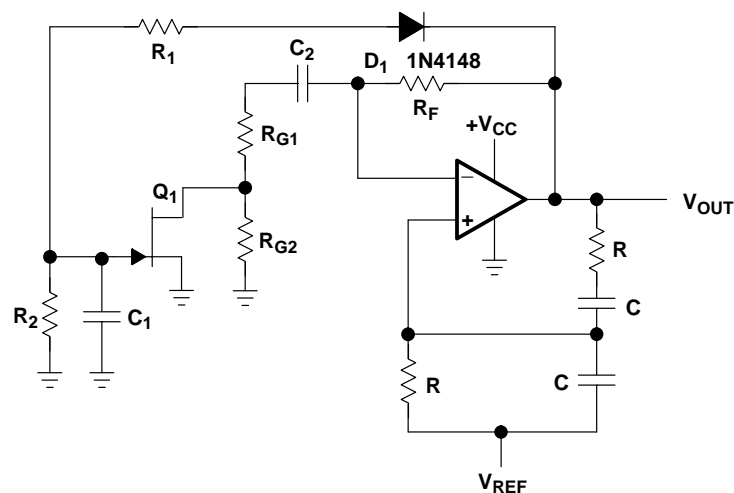 R1
C2
D1 1N4148
RF
RG1
+VCC
Q1
–
+
VOUT
RG2
R
C
R2
C1
R
C
VREF